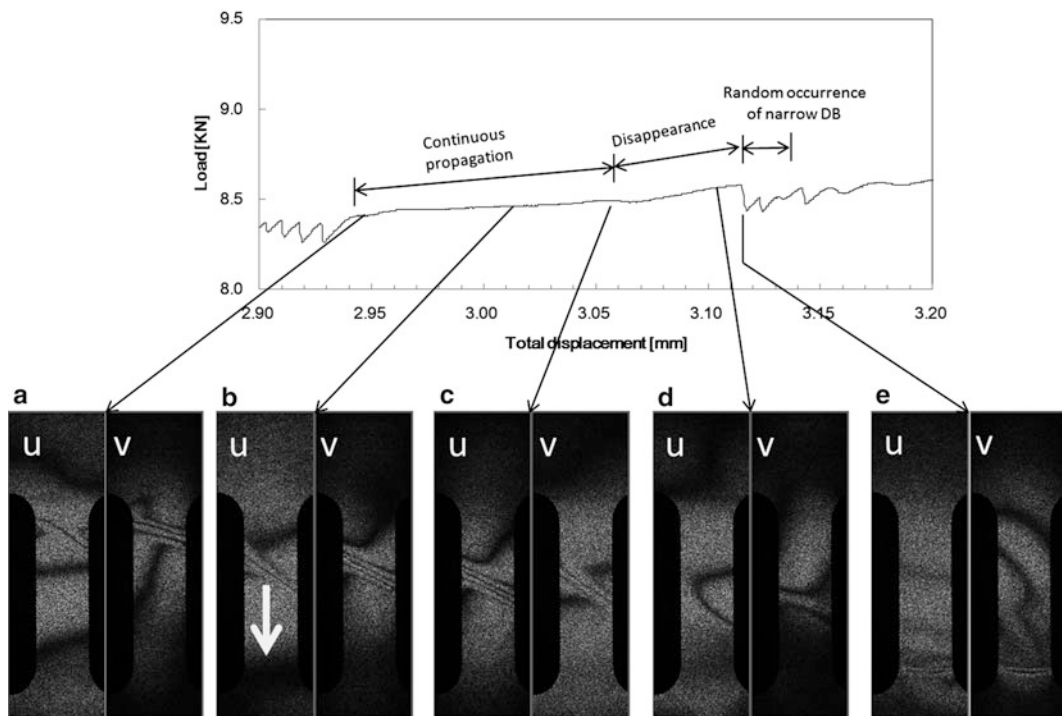 9.5
9.0
8.5
8.0
Load [KN]
Continuous
propagation
Disappearance
Random occurrence
of narrow DB
2.90 2.95 3.00 3.05 3.10 3.15 3.20
Total displacement [mm]
a b c d e
u v u v u v u v u v